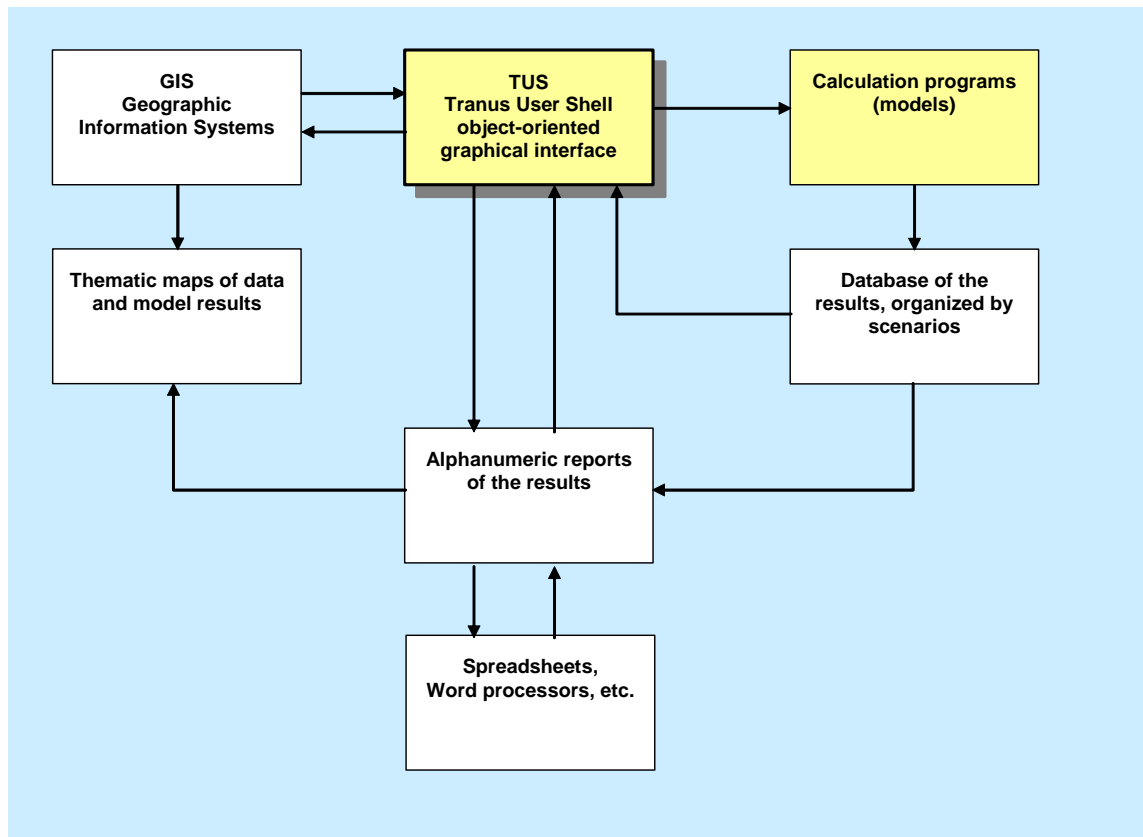 GIS
Geographic
Information Systems
TUS
Tranus User Shell
object-oriented
graphical interface
Calculation programs
(models)
Thematic maps of data
and model results
Database of the
results, organized by
scenarios
Alphanumeric reports
of the results
Spreadsheets,
Word processors, etc.